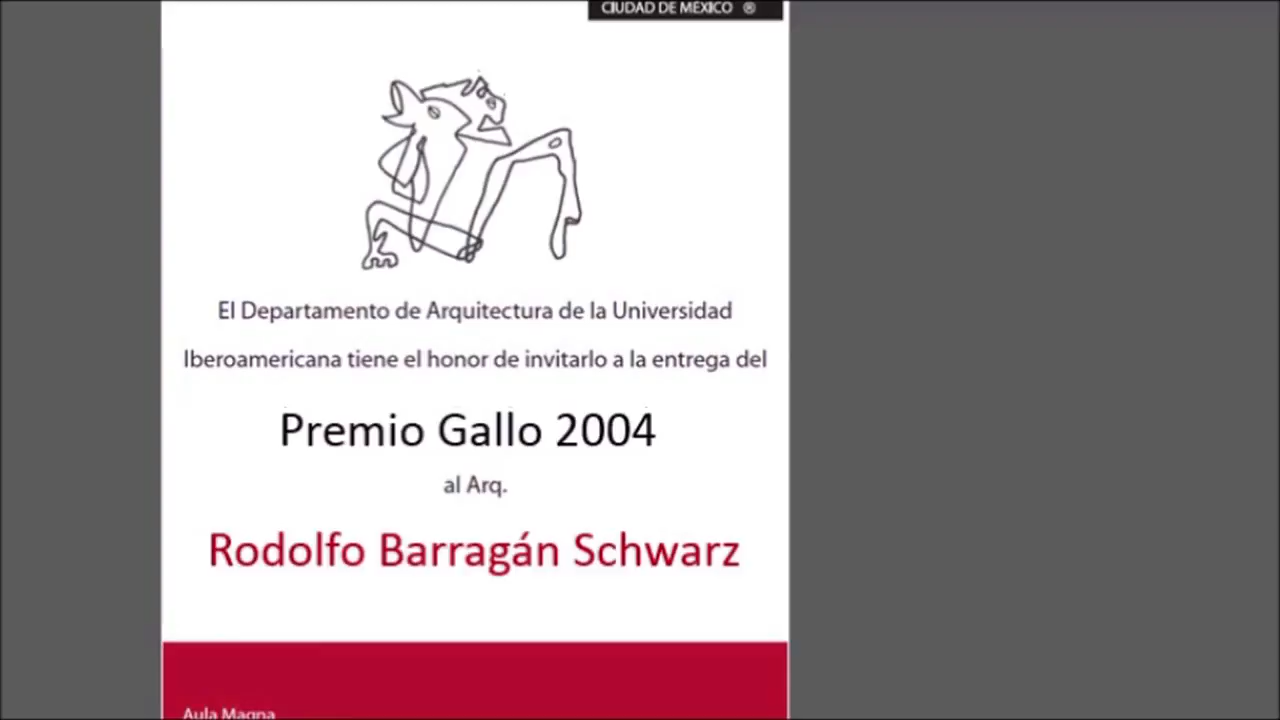 CIUDAD DE MÉXICO ®
El Departamento de Arquitectura de la Universidad
Iberoamericana tiene el honor de invitarlo a la entrega del
Premio Gallo 2004
al Arq.
Rodolfo Barragán Schwarz
Aula Magna